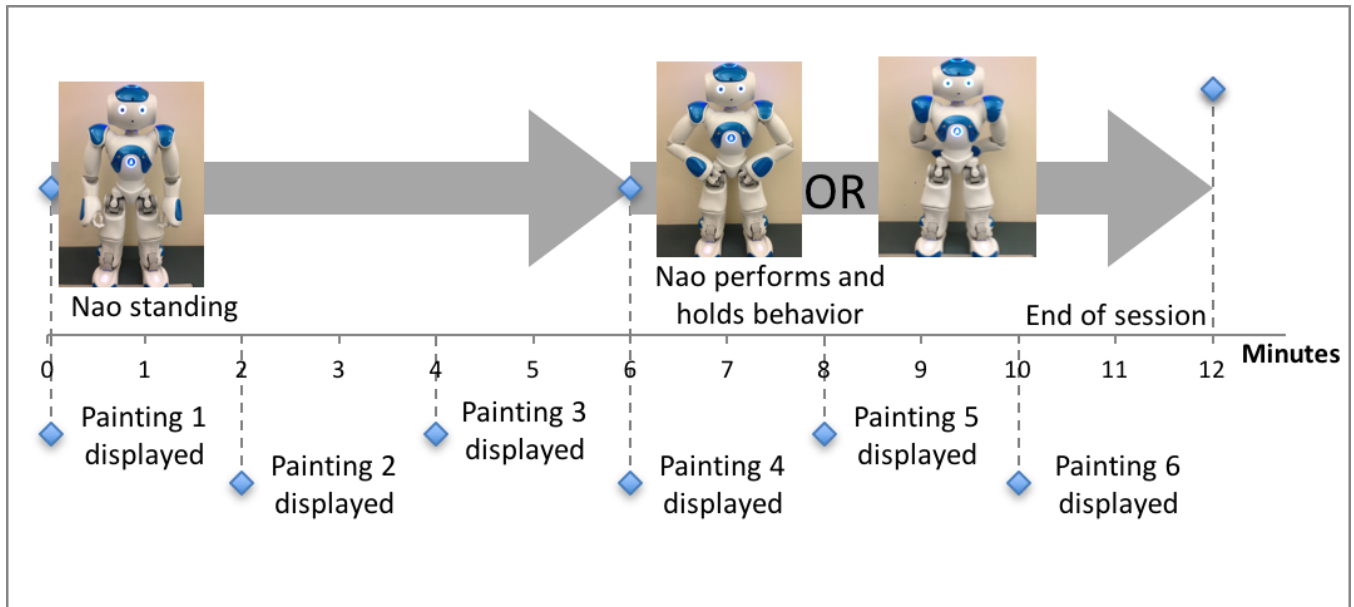 OR
Nao standing
Nao performs and
holds behavior
End of session
0 1 2 3 4 5 6 7 8 9 10 11 12
Minutes
Painting 1
displayed
Painting 2
displayed
Painting 3
displayed
Painting 4
displayed
Painting 5
displayed
Painting 6
displayed